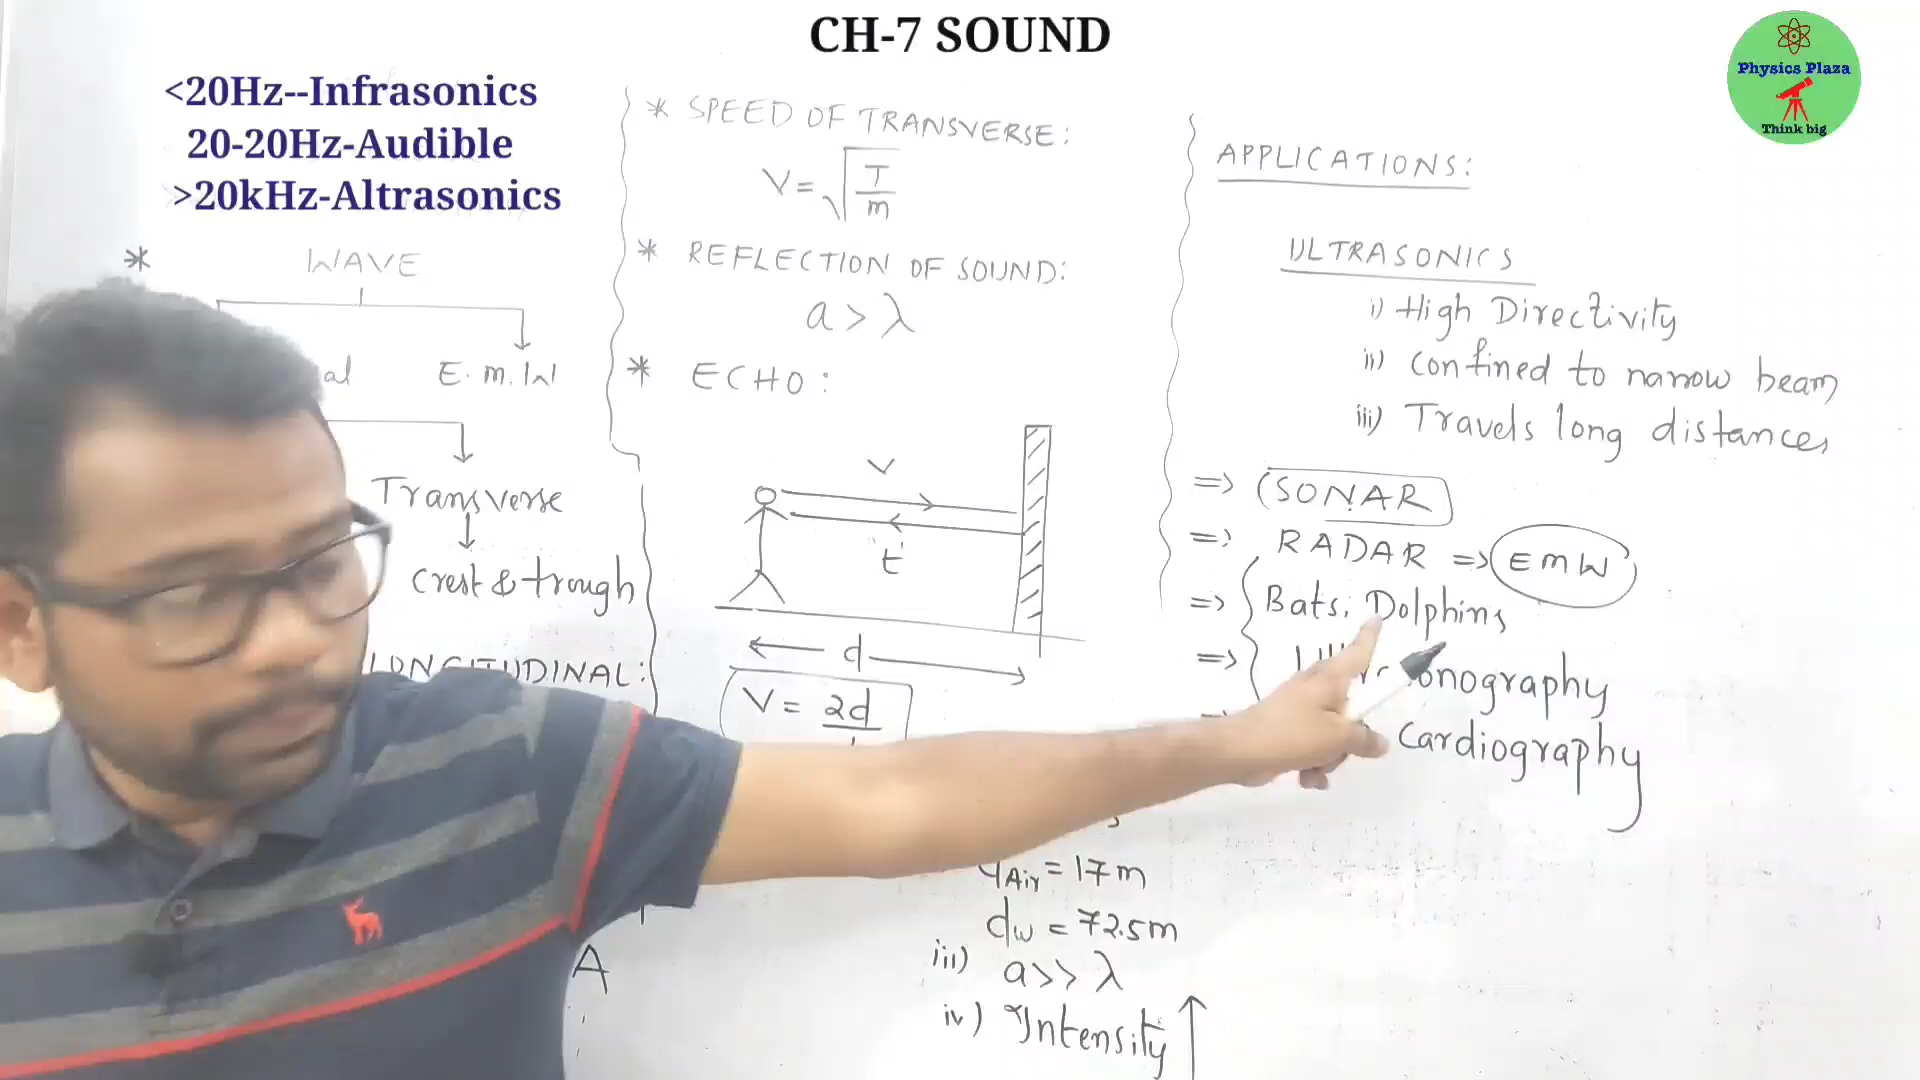 CH-7 SOUND
Physics Plaza
Think big
<20Hz--Infrasonics
20-20Hz-Audible
>20kHz-Altrasonics
* WAVE
E.m.W
Transverse
Crest & trough
LONGITUDINAL:
A
* SPEED OF TRANSVERSE:
V = √T/m
* REFLECTION OF SOUND:
a > λ
* ECHO:
V
t
d
V = 2d
= 17m
dw = 72.5m
iii) a >> λ
iv) Intensity ↑
APPLICATIONS:
ULTRASONICS
i) High Directivity
ii) confined to narrow beam
iii) Travels long distances
=> SONAR
=> RADAR => EMW
=> Bats, Dolphins
=> onography
Cardiography